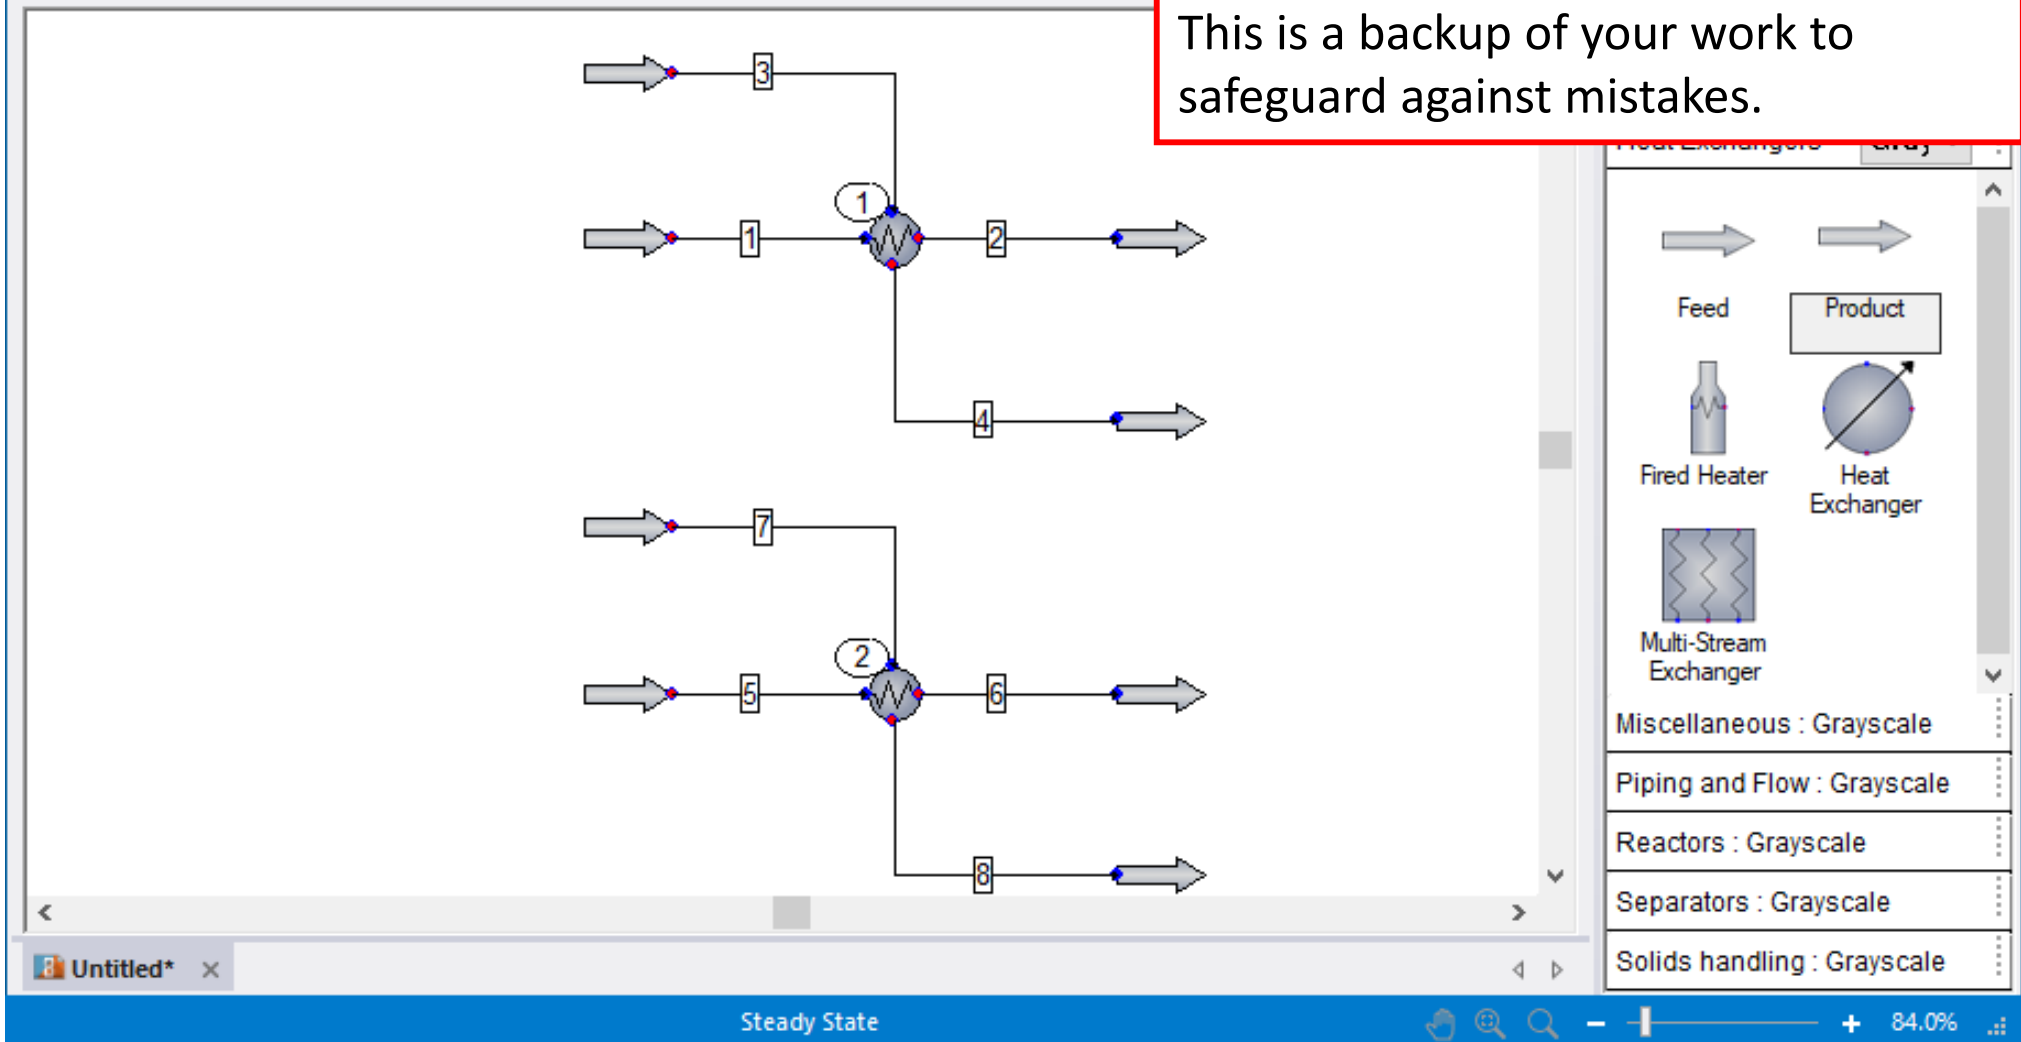 This is a backup of your work to
safeguard against mistakes.
3
1
1
2
4
7
2
5
6
8
Feed
Product
Fired Heater
Heat
Exchanger
Multi-Stream
Exchanger
Miscellaneous : Grayscale
Piping and Flow : Grayscale
Reactors : Grayscale
Separators : Grayscale
Solids handling : Grayscale
Untitled*
Steady State
84.0%